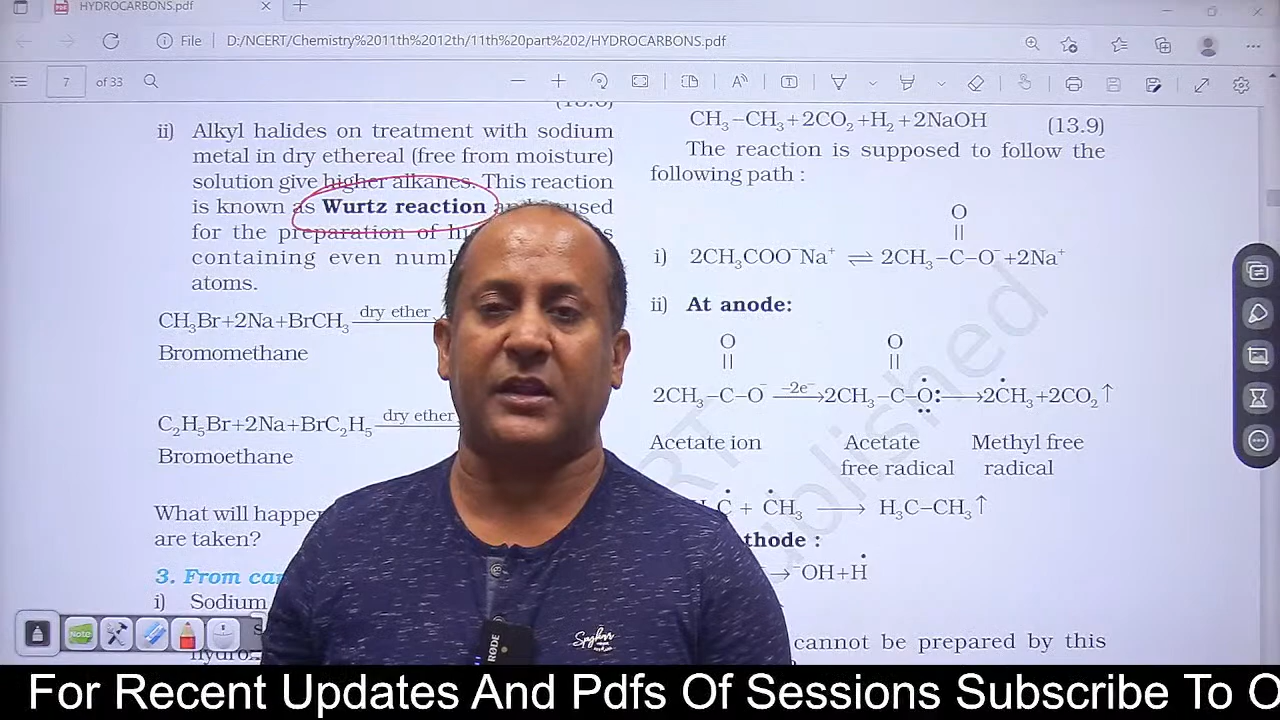 HYDROCARBONS.pdf
File
D:/NCERT/Chemistry%2011th%2012th/11th%20part%202/HYDROCARBONS.pdf
7 of 33
ii) Alkyl halides on treatment with sodium
metal in dry ethereal (free from moisture)
solution give higher alkanes. This reaction
is known as Wurtz reaction and used
for the preparation of
containing even
atoms.
CH₃Br+2Na+BrCH₃ dry ether
Bromomethane
C₂H₅Br+2Na+BrC₂H₅ dry ether
Bromoethane
What will happen
are taken?
3. From
i) Sodium
CH₃−CH₃+2CO₂+H₂+2NaOH (13.9)
The reaction is supposed to follow the
following path :
O
||
i) 2CH₃COO⁻Na⁺ ⇌ 2CH₃−C−O⁻+2Na⁺
ii) At anode:
O O
|| ||
2CH₃−C−O⁻ −2e⁻→ 2CH₃−C−Ȯ: ⟶ 2ĊH₃+2CO₂↑
Acetate ion Acetate Methyl free
free radical radical
Ċ + ĊH₃ ⟶ H₃C−CH₃↑
thode :
→⁻OH+Ḣ
cannot be prepared by this
Note
RODE
For Recent Updates And Pdfs Of Sessions Subscribe To O